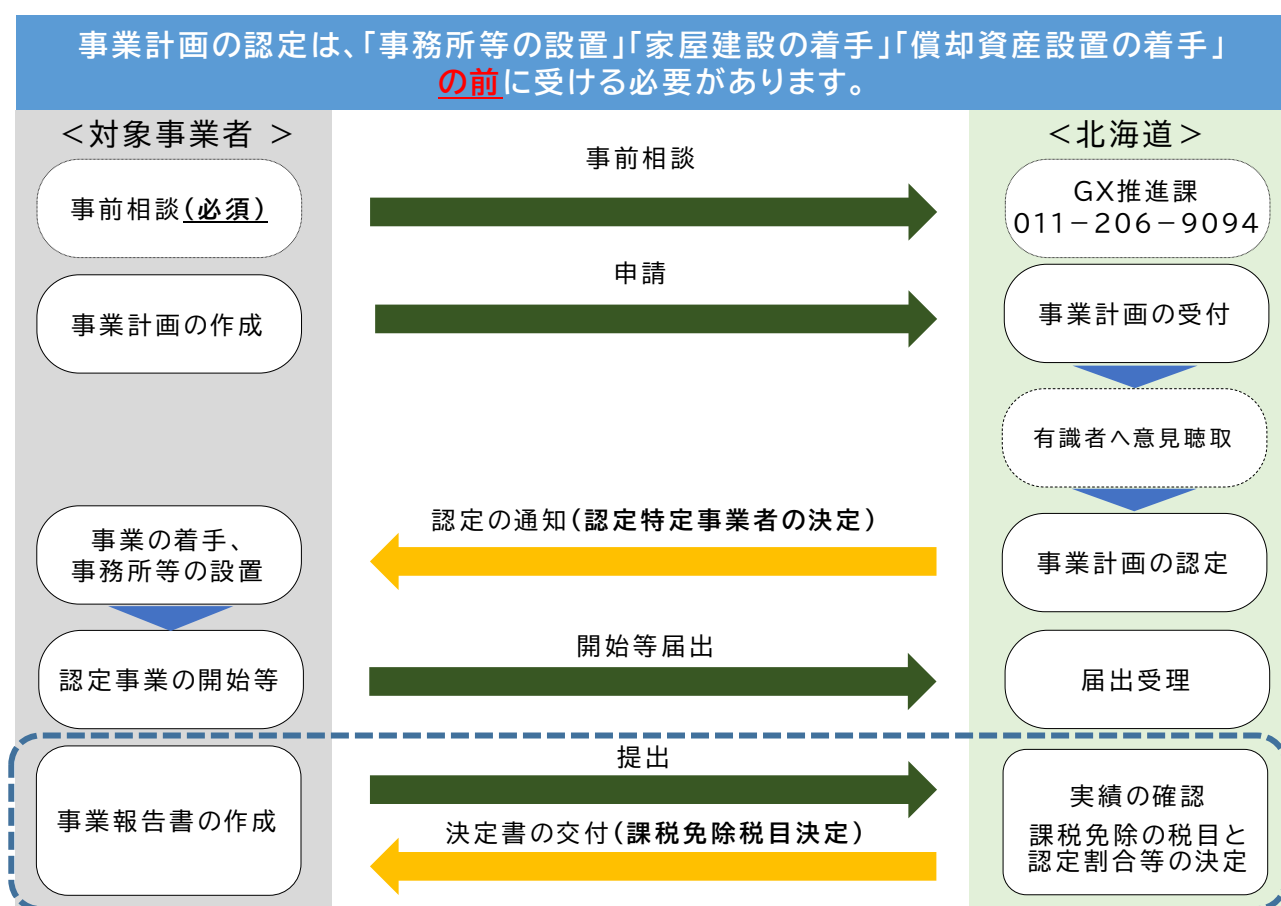 事業計画の認定は、「事務所等の設置」「家屋建設の着手」「償却資産設置の着手」
の前に受ける必要があります。
＜対象事業者 ＞
＜北海道＞
事前相談(必須)
事前相談
GX推進課
011－206－9094
事業計画の作成
申請
事業計画の受付
有識者へ意見聴取
事業の着手、
事務所等の設置
認定の通知(認定特定事業者の決定)
事業計画の認定
認定事業の開始等
開始等届出
届出受理
事業報告書の作成
提出
決定書の交付(課税免除税目決定)
実績の確認
課税免除の税目と
認定割合等の決定